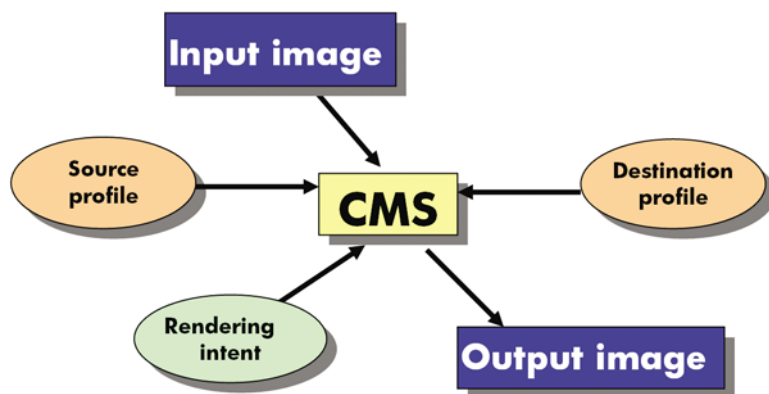 Input image
Source
profile
Destination
profile
CMS
Rendering
intent
Output image